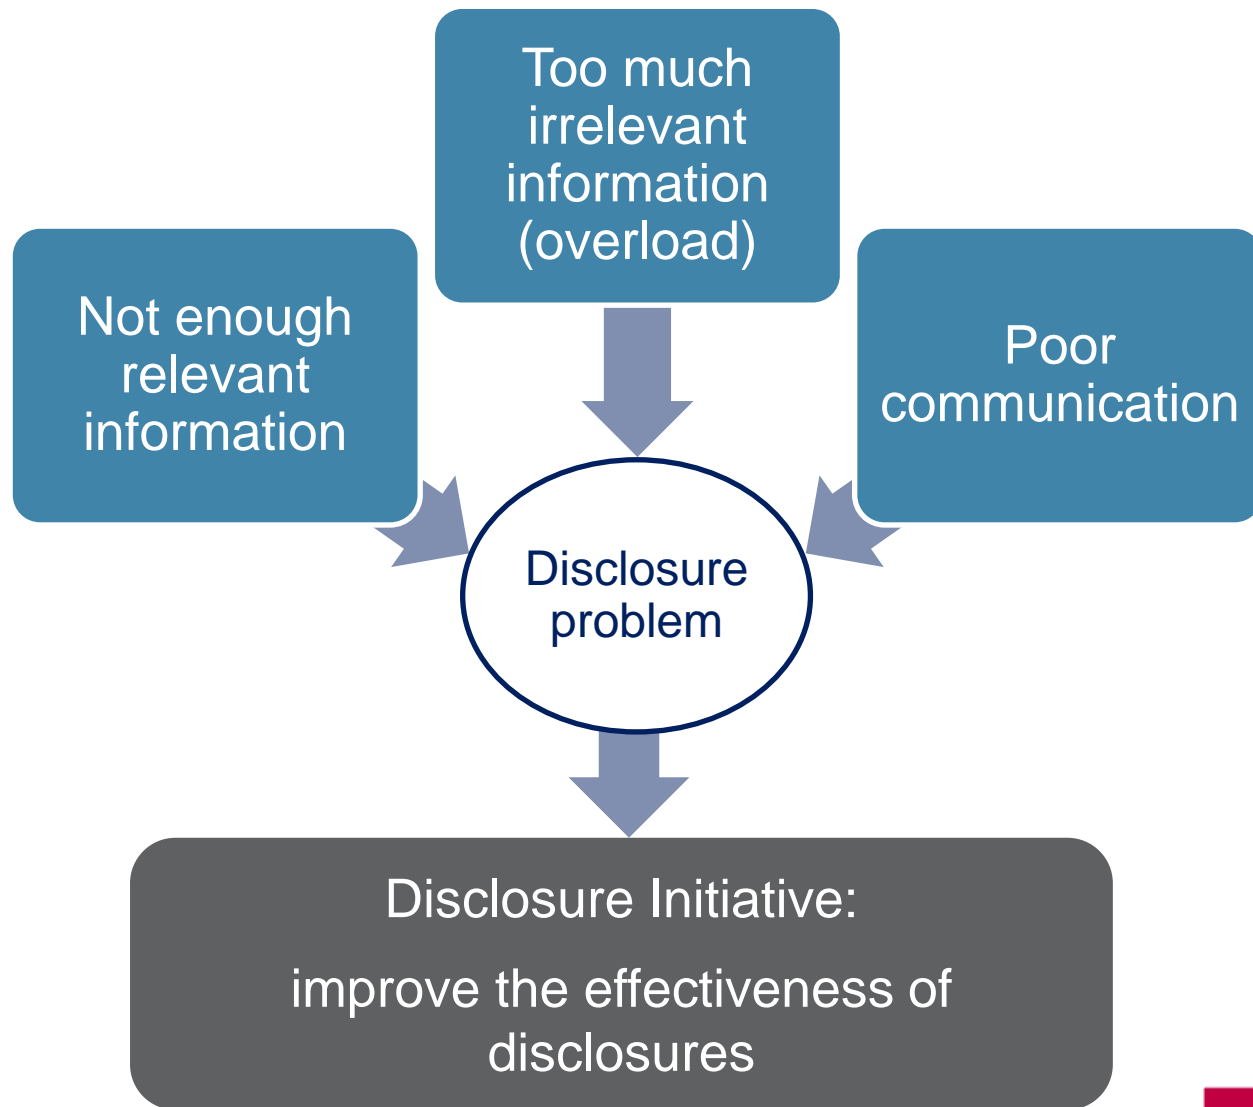 Too much
irrelevant
information
(overload)
Not enough
relevant
information
Poor
communication
Disclosure
problem
Disclosure Initiative:
improve the effectiveness of
disclosures